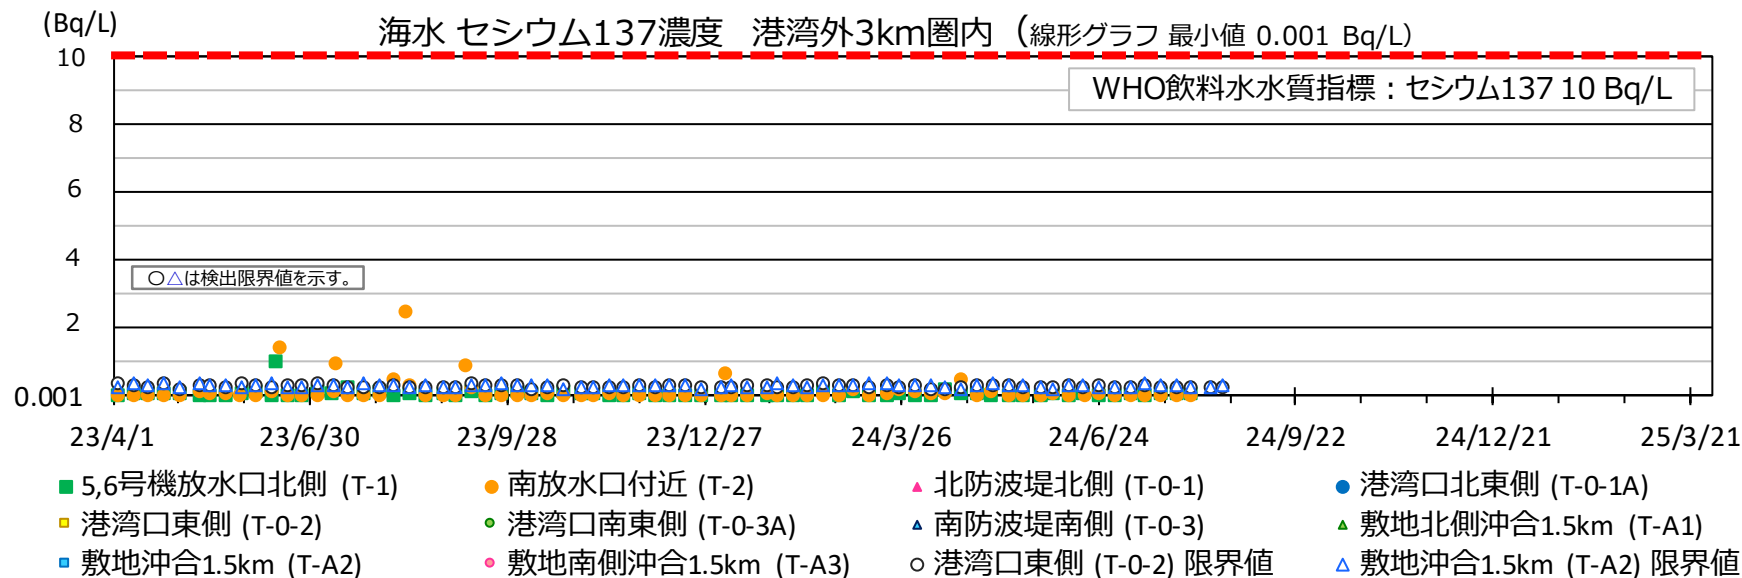 (Bq/L)
海水 セシウム137濃度 港湾外3km圏内（線形グラフ 最小値 0.001 Bq/L）
10
WHO飲料水水質指標：セシウム137 10 Bq/L
8
6
4
○△は検出限界値を示す。
2
0.001
23/4/1 23/6/30 23/9/28 23/12/27 24/3/26 24/6/24 24/9/22 24/12/21 25/3/21
5,6号機放水口北側 (T-1) 南放水口付近 (T-2) 北防波堤北側 (T-0-1) 港湾口北東側 (T-0-1A)
港湾口東側 (T-0-2) 港湾口南東側 (T-0-3A) 南防波堤南側 (T-0-3) 敷地北側沖合1.5km (T-A1)
敷地沖合1.5km (T-A2) 敷地南側沖合1.5km (T-A3) 港湾口東側 (T-0-2) 限界値 敷地沖合1.5km (T-A2) 限界値